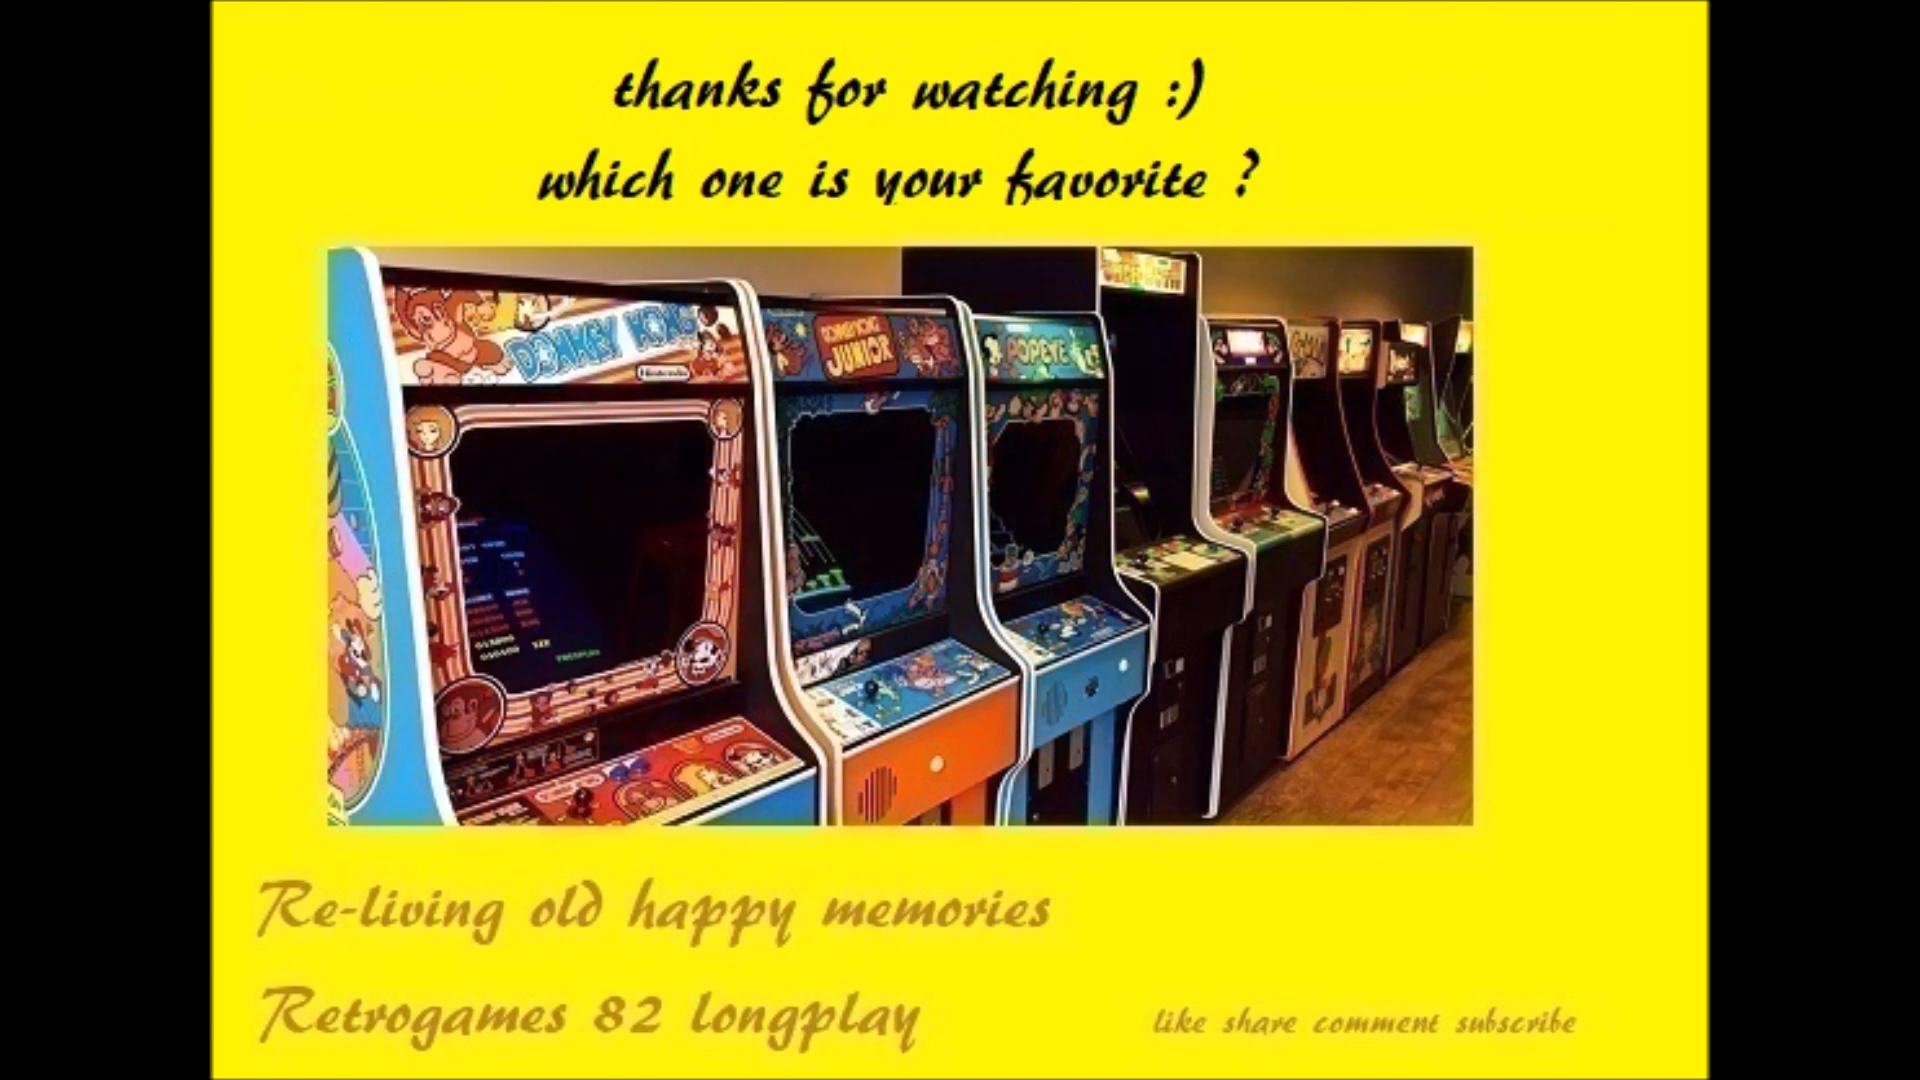 thanks for watching :)
which one is your favorite ?
DONKEY KONG
Nintendo
DONKEY KONG
JUNIOR
POPEYE
Re-living old happy memories
Retrogames 82 longplay
like share comment subscribe